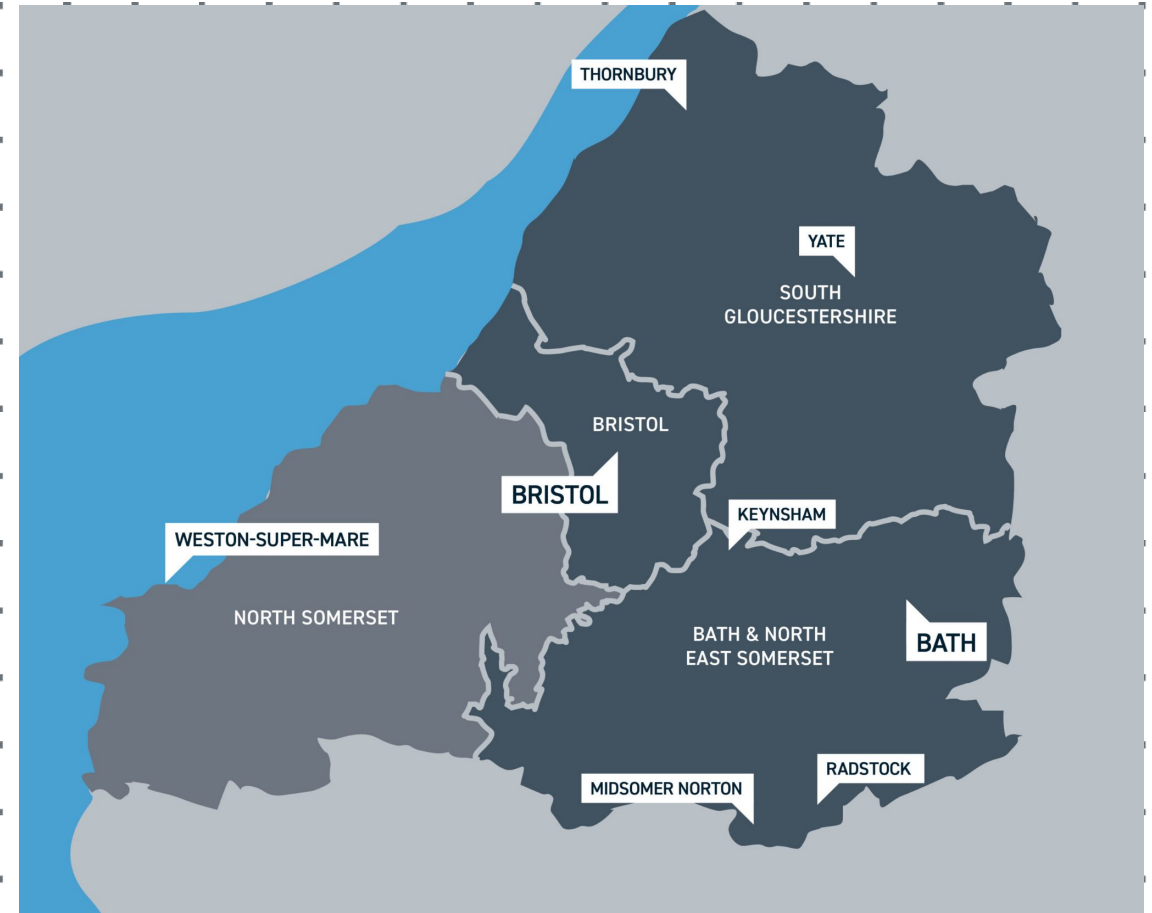 THORNBURY
YATE
SOUTH
GLOUCESTERSHIRE
BRISTOL
BRISTOL
KEYNSHAM
WESTON-SUPER-MARE
NORTH SOMERSET
BATH & NORTH
EAST SOMERSET
BATH
RADSTOCK
MIDSOMER NORTON